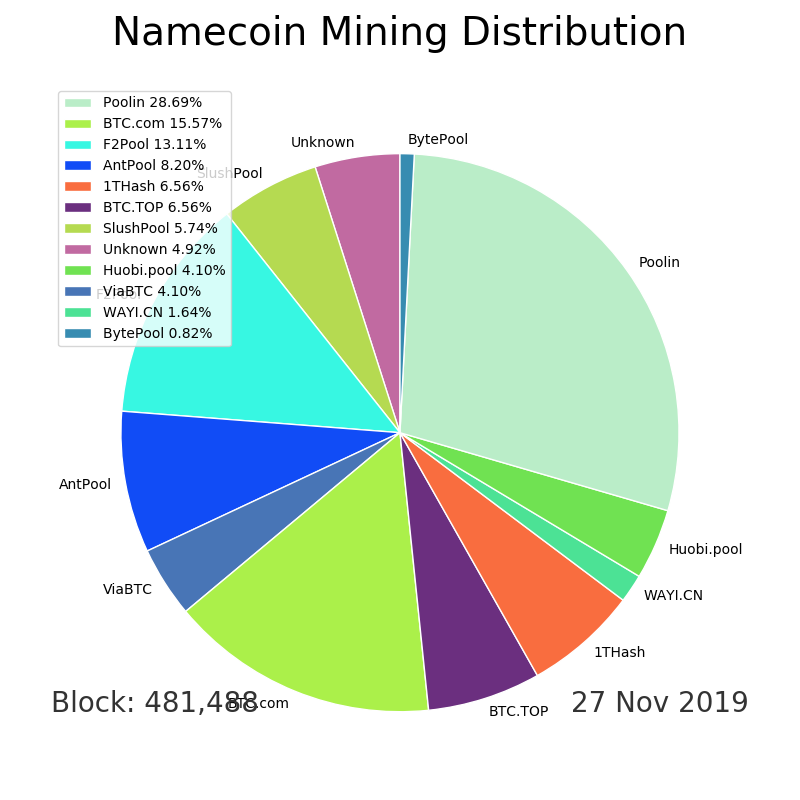 Namecoin Mining Distribution
Poolin 28.69%
BTC.com 15.57%
F2Pool 13.11%
AntPool 8.20%
1THash 6.56%
BTC.TOP 6.56%
SlushPool 5.74%
Unknown 4.92%
Huobi.pool 4.10%
ViaBTC 4.10%
WAYI.CN 1.64%
BytePool 0.82%
BytePool
Unknown
SlushPool
Poolin
F2Pool
AntPool
Huobi.pool
ViaBTC
WAYI.CN
1THash
BTC.com
BTC.TOP
Block: 481,488
27 Nov 2019